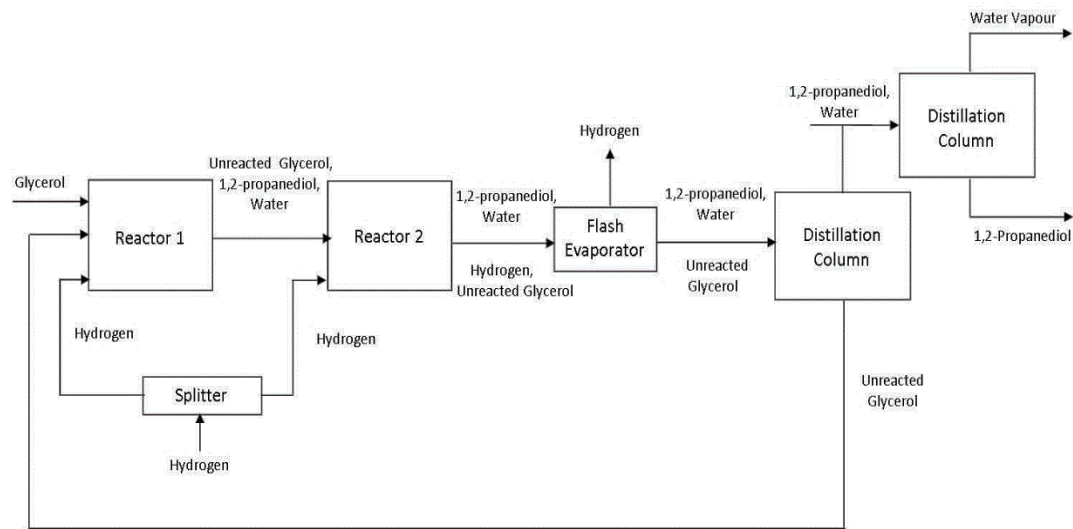 Water Vapour
1,2-propanediol,
Water
Distillation
Column
Hydrogen
Unreacted Glycerol,
1,2-propanediol,
Water
Glycerol
1,2-propanediol,
Water
1,2-propanediol,
Water
Reactor 1
Reactor 2
Flash
Evaporator
Distillation
Column
1,2-Propanediol
Hydrogen,
Unreacted Glycerol
Unreacted
Glycerol
Hydrogen
Hydrogen
Splitter
Unreacted
Glycerol
Hydrogen